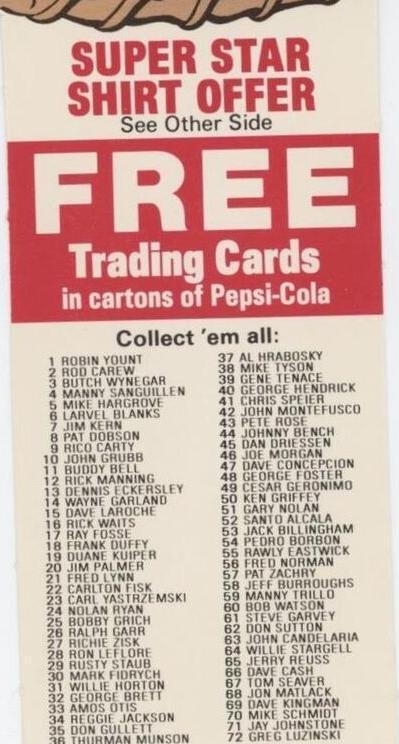 SUPER STAR
SHIRT OFFER
See Other Side
FREE
Trading Cards
in cartons of Pepsi-Cola
Collect 'em all:
1 ROBIN YOUNT
2 ROD CAREW
3 BUTCH WYNEGAR
4 MANNY SANGUILLEN
5 MIKE HARGROVE
6 LARVEL BLANKS
7 JIM KERN
8 PAT DOBSON
9 RICO CARTY
10 JOHN GRUBB
11 BUDDY BELL
12 RICK MANNING
13 DENNIS ECKERSLEY
14 WAYNE GARLAND
15 DAVE LAROCHE
16 RICK WAITS
17 RAY FOSSE
18 FRANK DUFFY
19 DUANE KUIPER
20 JIM PALMER
21 FRED LYNN
22 CARLTON FISK
23 CARL YASTRZEMSKI
24 NOLAN RYAN
25 BOBBY GRICH
26 RALPH GARR
27 RICHIE ZISK
28 RON LEFLORE
29 RUSTY STAUB
30 MARK FIDRYCH
31 WILLIE HORTON
32 GEORGE BRETT
33 AMOS OTIS
34 REGGIE JACKSON
35 DON GULLETT
36 THURMAN MUNSON
37 AL HRABOSKY
38 MIKE TYSON
39 GENE TENACE
40 GEORGE HENDRICK
41 CHRIS SPEIER
42 JOHN MONTEFUSCO
43 PETE ROSE
44 JOHNNY BENCH
45 DAN DRIESSEN
46 JOE MORGAN
47 DAVE CONCEPCION
48 GEORGE FOSTER
49 CESAR GERONIMO
50 KEN GRIFFEY
51 GARY NOLAN
52 SANTO ALCALA
53 JACK BILLINGHAM
54 PEDRO BORBON
55 RAWLY EASTWICK
56 FRED NORMAN
57 PAT ZACHRY
58 JEFF BURROUGHS
59 MANNY TRILLO
60 BOB WATSON
61 STEVE GARVEY
62 DON SUTTON
63 JOHN CANDELARIA
64 WILLIE STARGELL
65 JERRY REUSS
66 DAVE CASH
67 TOM SEAVER
68 JON MATLACK
69 DAVE KINGMAN
70 MIKE SCHMIDT
71 JAY JOHNSTONE
72 GREG LUZINSKI